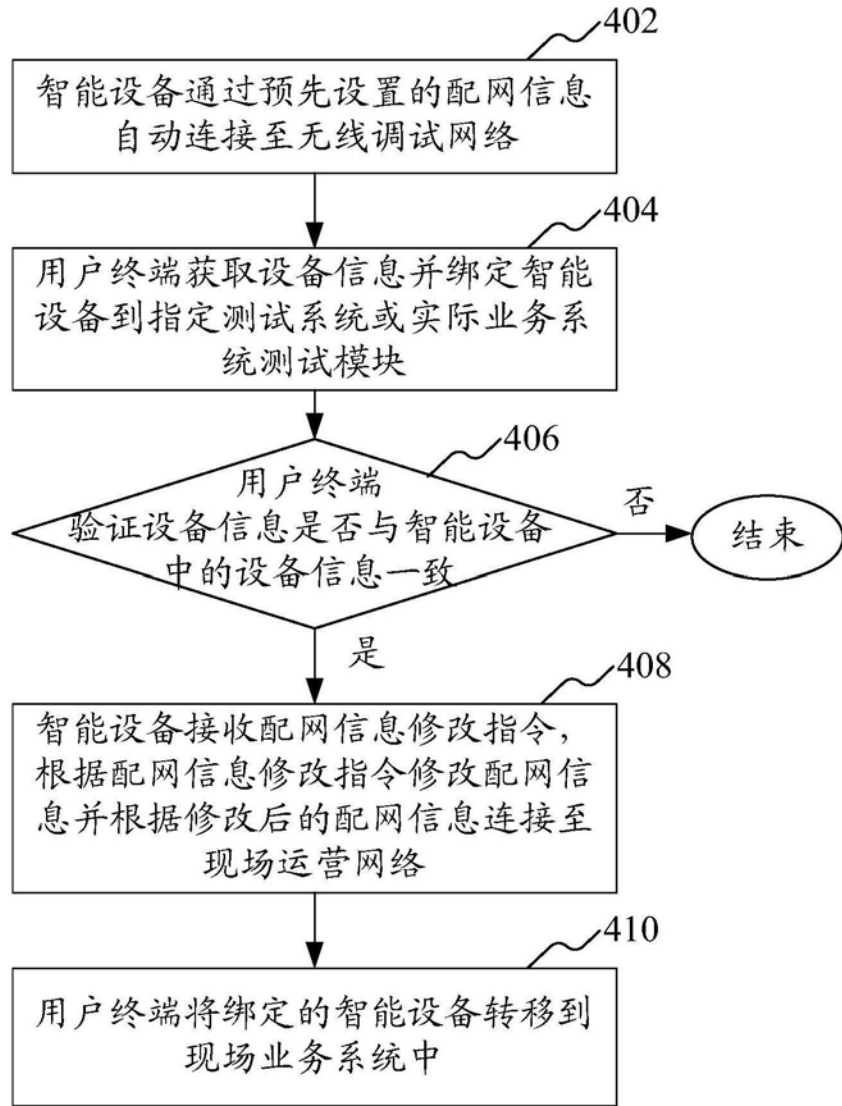 402
智能设备通过预先设置的配网信息
自动连接至无线调试网络
404
用户终端获取设备信息并绑定智能
设备到指定测试系统或实际业务系
统测试模块
406
用户终端
验证设备信息是否与智能设备
中的设备信息一致
否
结束
是
408
智能设备接收配网信息修改指令，
根据配网信息修改指令修改配网信
息并根据修改后的配网信息连接至
现场运营网络
410
用户终端将绑定的智能设备转移到
现场业务系统中